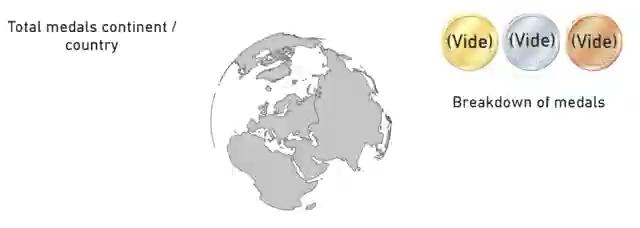 Total medals continent /
country
(Vide) (Vide) (Vide)
Breakdown of medals